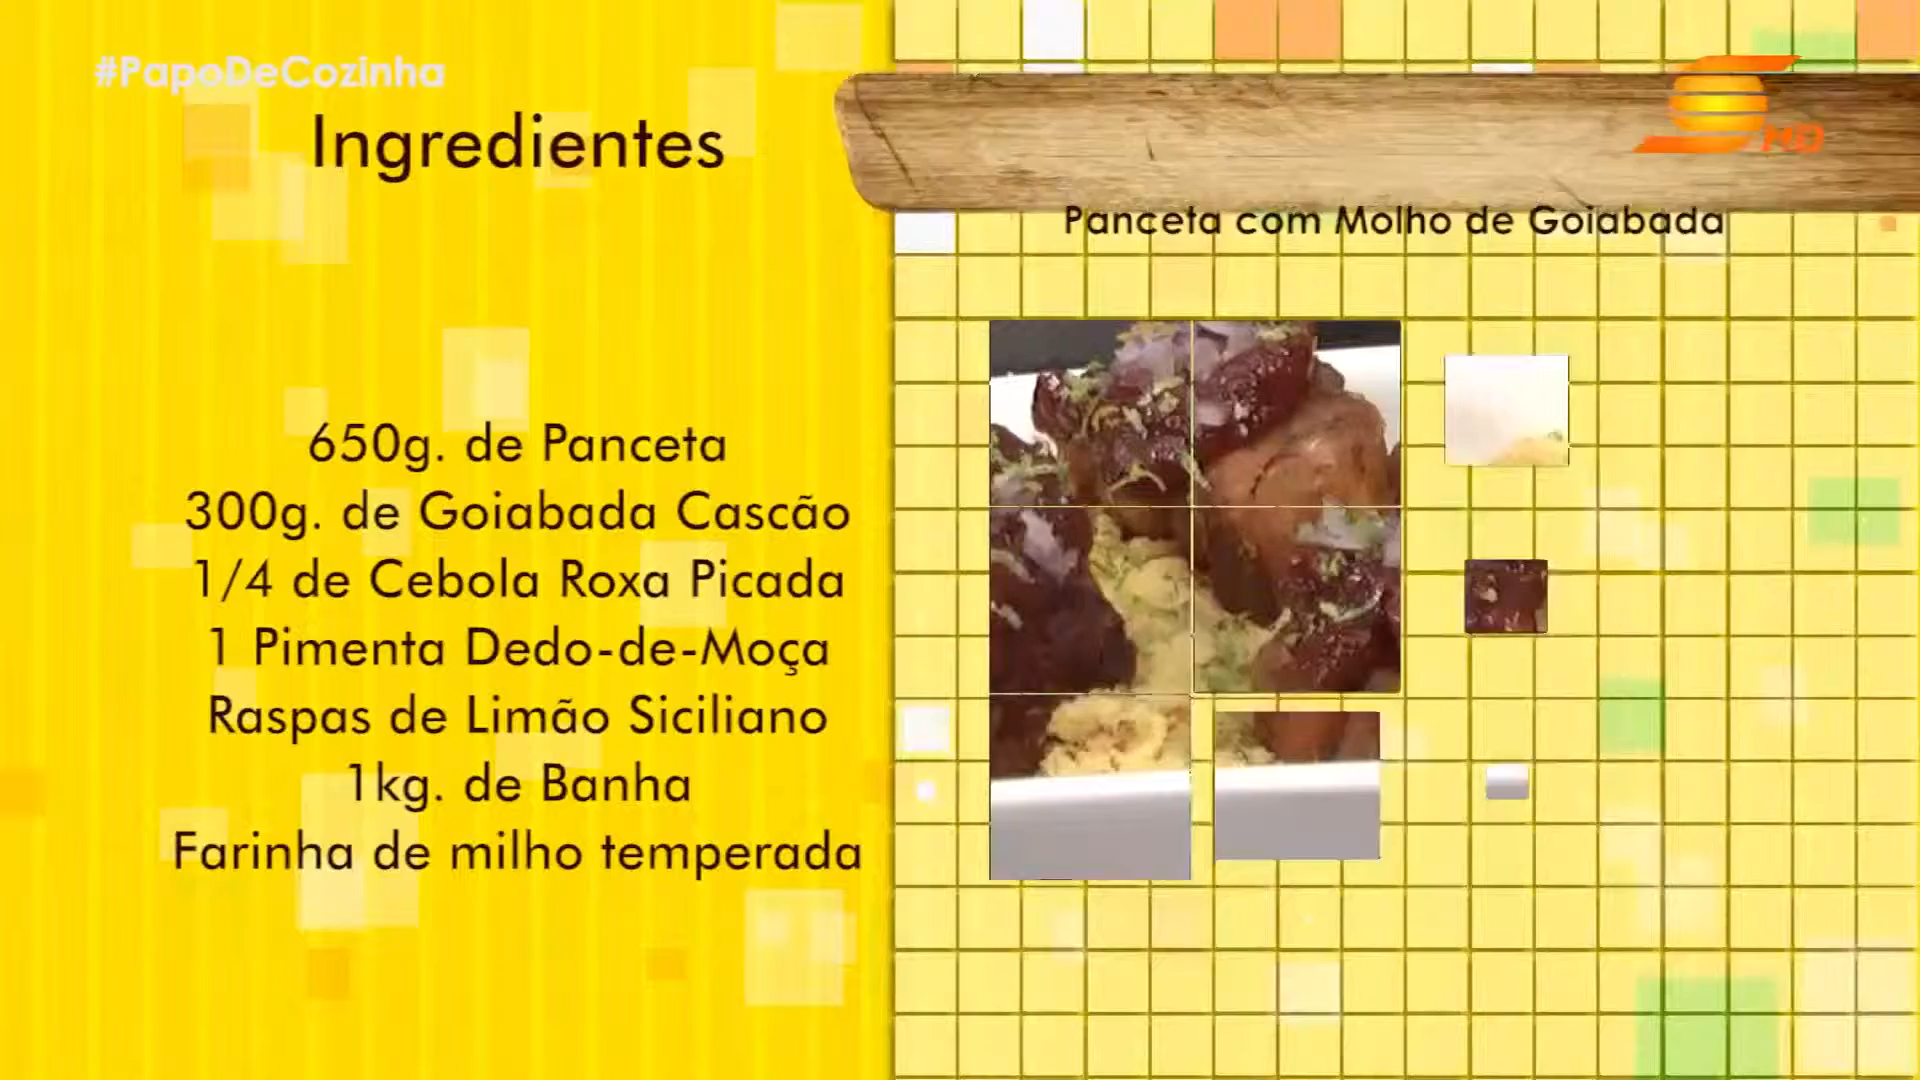 #PapoDeCozinha
Ingredientes
650g. de Panceta
300g. de Goiabada Cascão
1/4 de Cebola Roxa Picada
1 Pimenta Dedo-de-Moça
Raspas de Limão Siciliano
1kg. de Banha
Farinha de milho temperada
HD
Panceta com Molho de Goiabada